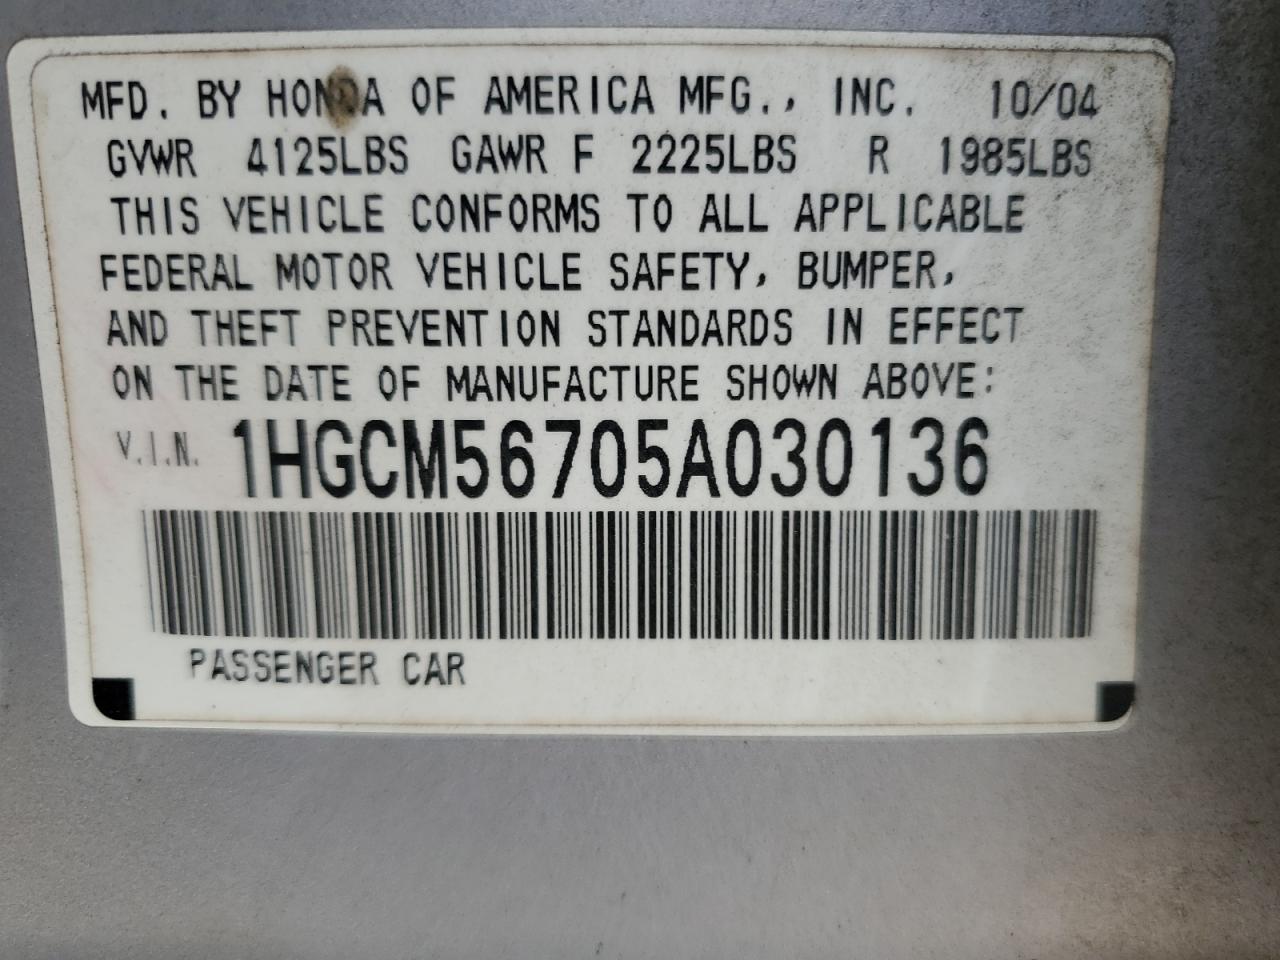 MFD. BY HONDA OF AMERICA MFG., INC. 10/04
GVWR 4125LBS GAWR F 2225LBS R 1985LBS
THIS VEHICLE CONFORMS TO ALL APPLICABLE
FEDERAL MOTOR VEHICLE SAFETY, BUMPER,
AND THEFT PREVENTION STANDARDS IN EFFECT
ON THE DATE OF MANUFACTURE SHOWN ABOVE:
V.I.N. 1HGCM56705A030136
PASSENGER CAR